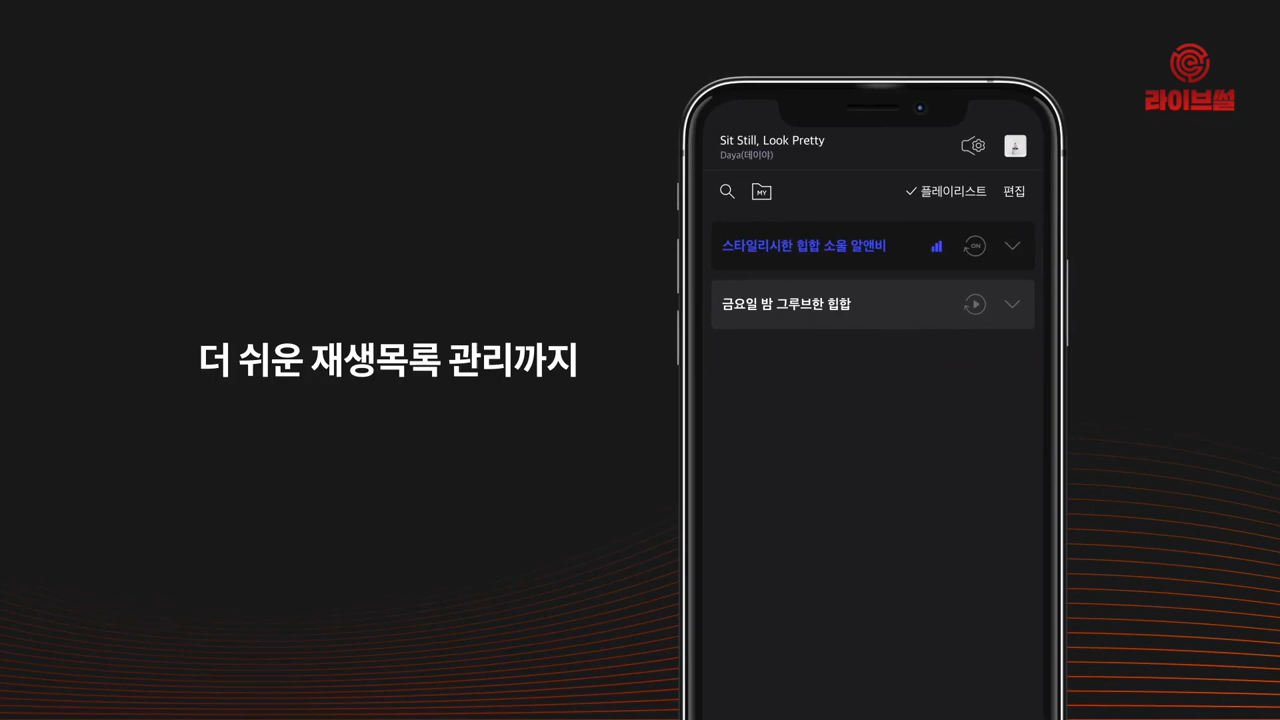 라이브썰
Sit Still, Look Pretty
Daya(데이야)
MY
플레이리스트 편집
스타일리시한 힙합 소울 알앤비 ON
금요일 밤 그루브한 힙합
더 쉬운 재생목록 관리까지